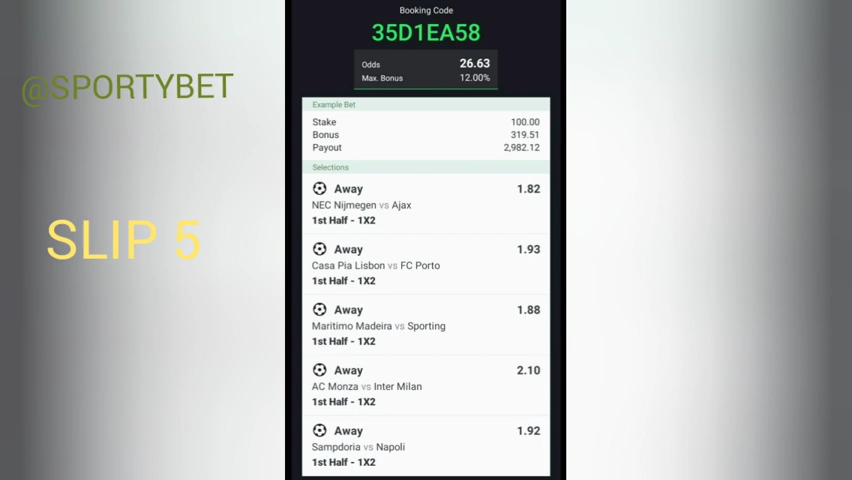 Booking Code
35D1EA58
Odds 26.63
Max. Bonus 12.00%
@SPORTYBET
SLIP 5
Example Bet
Stake 100.00
Bonus 319.51
Payout 2,982.12
Selections
Away 1.82
NEC Nijmegen vs Ajax
1st Half - 1X2
Away 1.93
Casa Pia Lisbon vs FC Porto
1st Half - 1X2
Away 1.88
Maritimo Madeira vs Sporting
1st Half - 1X2
Away 2.10
AC Monza vs Inter Milan
1st Half - 1X2
Away 1.92
Sampdoria vs Napoli
1st Half - 1X2